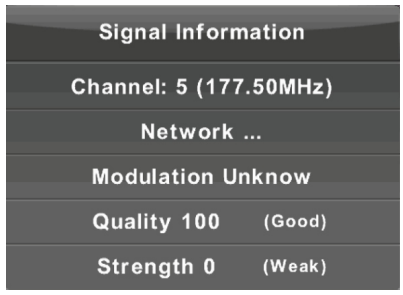 Signal Information
Channel: 5 (177.50MHz)
Network ...
Modulation Unknow
Quality 100 (Good)
Strength 0 (Weak)